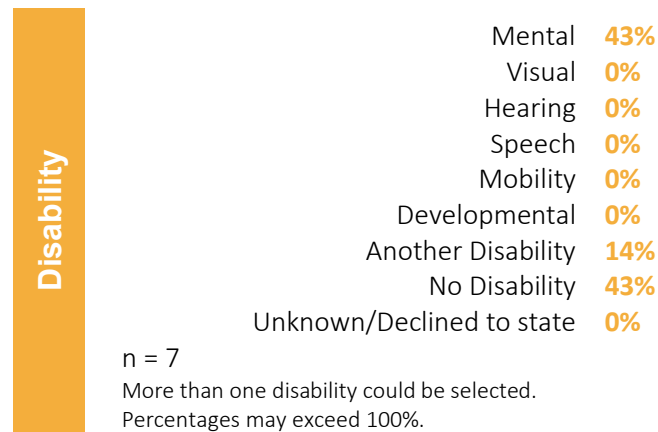 Disability
Mental 43%
Visual 0%
Hearing 0%
Speech 0%
Mobility 0%
Developmental 0%
Another Disability 14%
No Disability 43%
Unknown/Declined to state 0%
n = 7
More than one disability could be selected.
Percentages may exceed 100%.